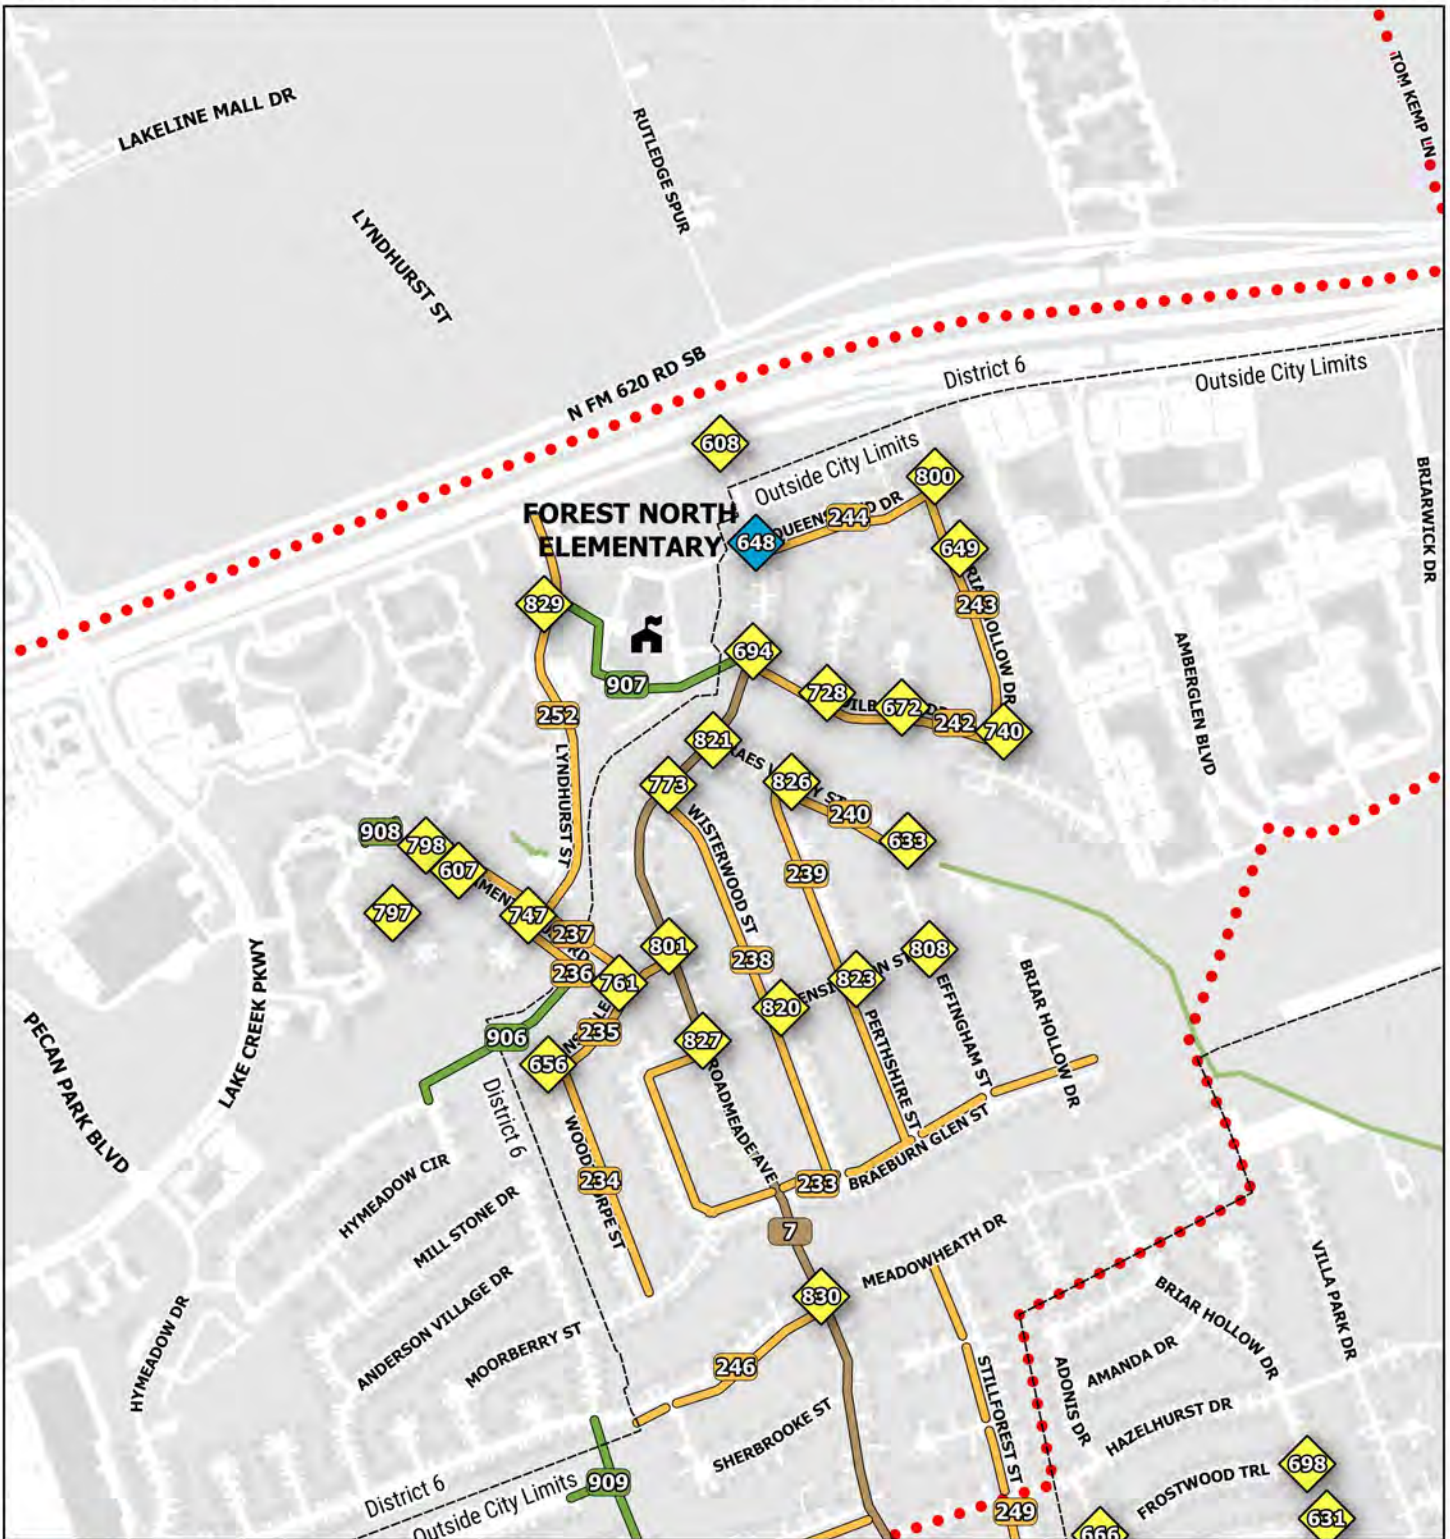 TOM KEMP LN
LAKELINE MALL DR
RUTLEDGE SPUR
LYNDHURST ST
N FM 620 RD SB
District 6
Outside City Limits
608
Outside City Limits
800
BRIARWICK DR
FOREST NORTH
ELEMENTARY
244
648
649
829
243
694
907
AMBERGLEN BLVD
728
672
242
740
252
821
LYNDHURST ST
773
826
WISTERWOOD ST
240
908
798
633
607
239
797
747
237
801
808
238
LAKE CREEK PKWY
236
761
823
BRIAR HOLLOW DR
EFFINGHAM ST
820
PERTHSHIRE ST
906
235
827
PECAN PARK BLVD
656
District 6
BRAEBURN GLEN ST
HYMEADOW CIR
234
233
MILL STONE DR
7
MEADOWHEATH DR
VILLA PARK DR
ANDERSON VILLAGE DR
830
BRIAR HOLLOW DR
HYMEADOW DR
MOORBERRY ST
246
STILLFOREST ST
ADONIS DR
AMANDA DR
SHERBROOKE ST
HAZELHURST DR
698
District 6
909
FROSTWOOD TRL
Outside City Limits
249
631
666